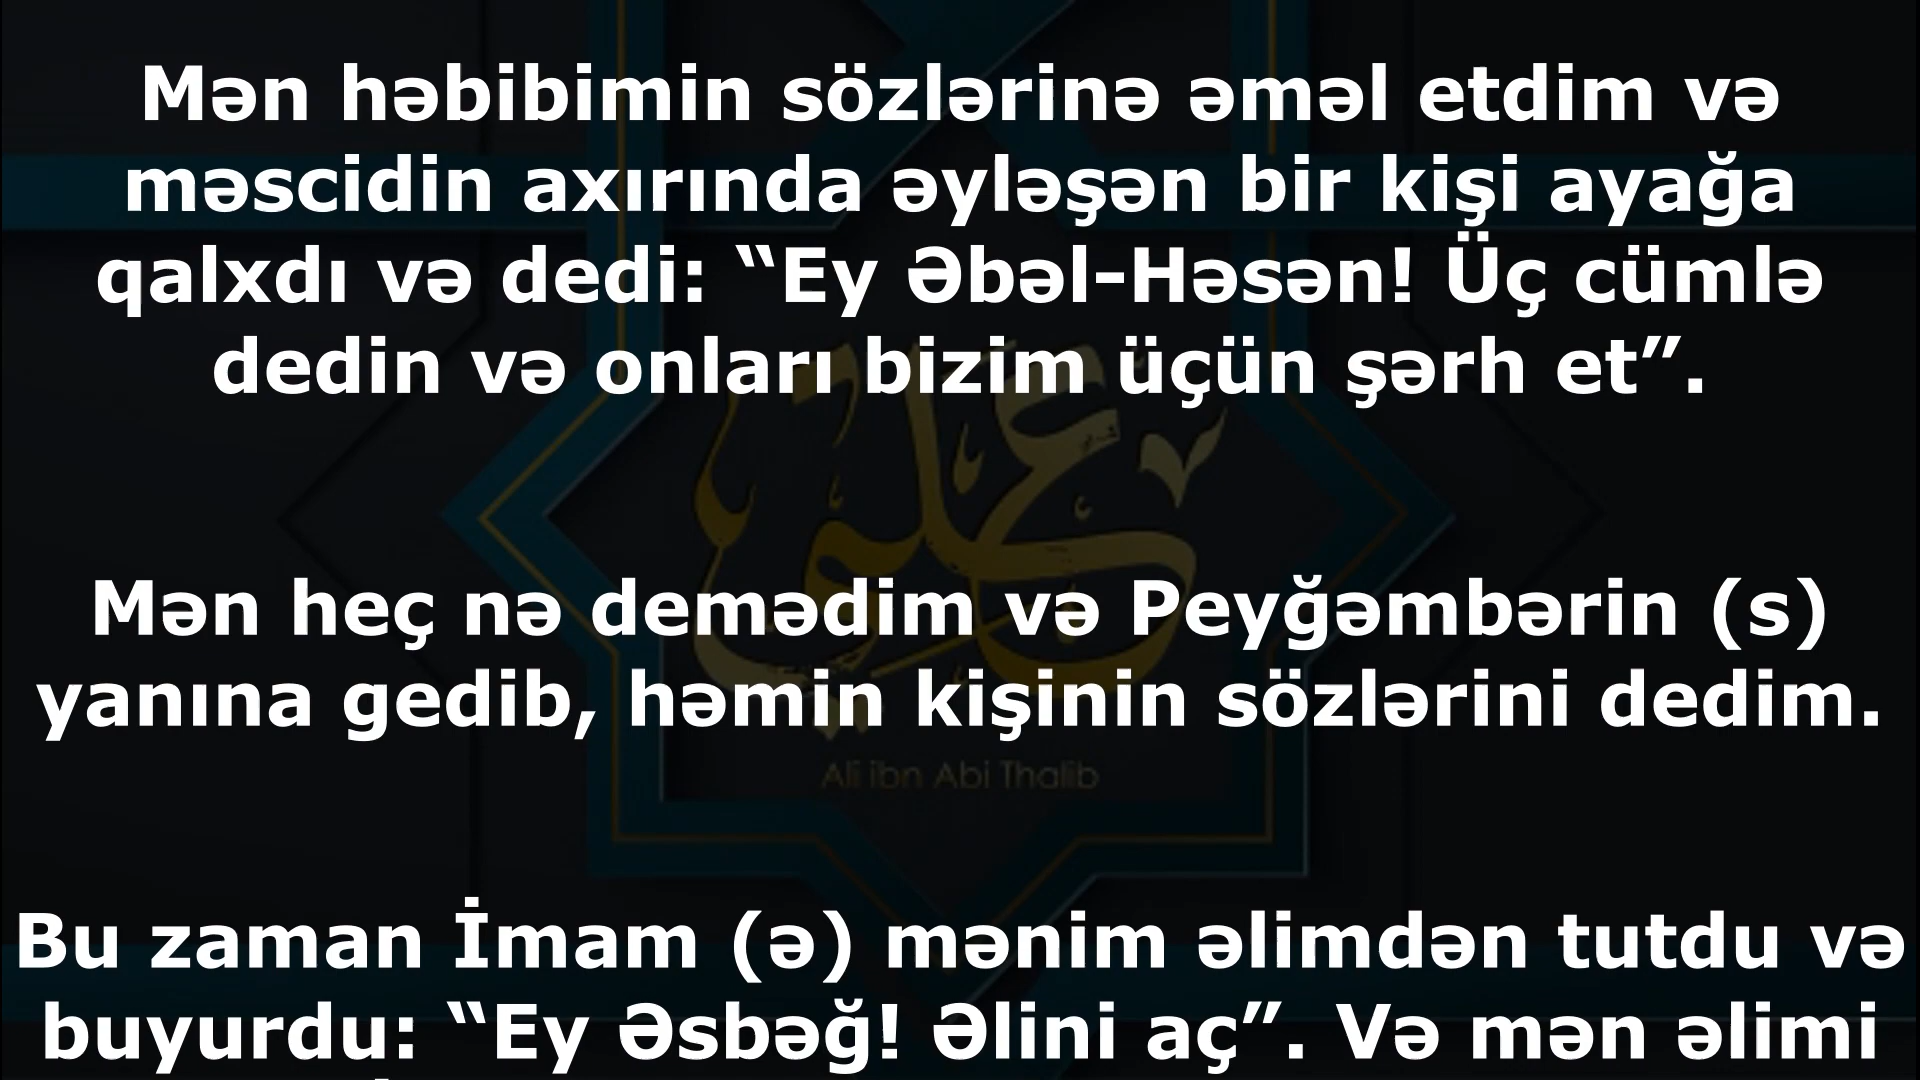 Mən həbibimin sözlərinə əməl etdim və
məscidin axırında əyləşən bir kişi ayağa
qalxdı və dedi: “Ey Əbəl-Həsən! Üç cümlə
dedin və onları bizim üçün şərh et”.
علي
Mən heç nə demədim və Peyğəmbərin (s)
yanına gedib, həmin kişinin sözlərini dedim.
Ali ibn Abi Thalib
Bu zaman İmam (ə) mənim əlimdən tutdu və
buyurdu: “Ey Əsbəğ! Əlini aç”. Və mən əlimi